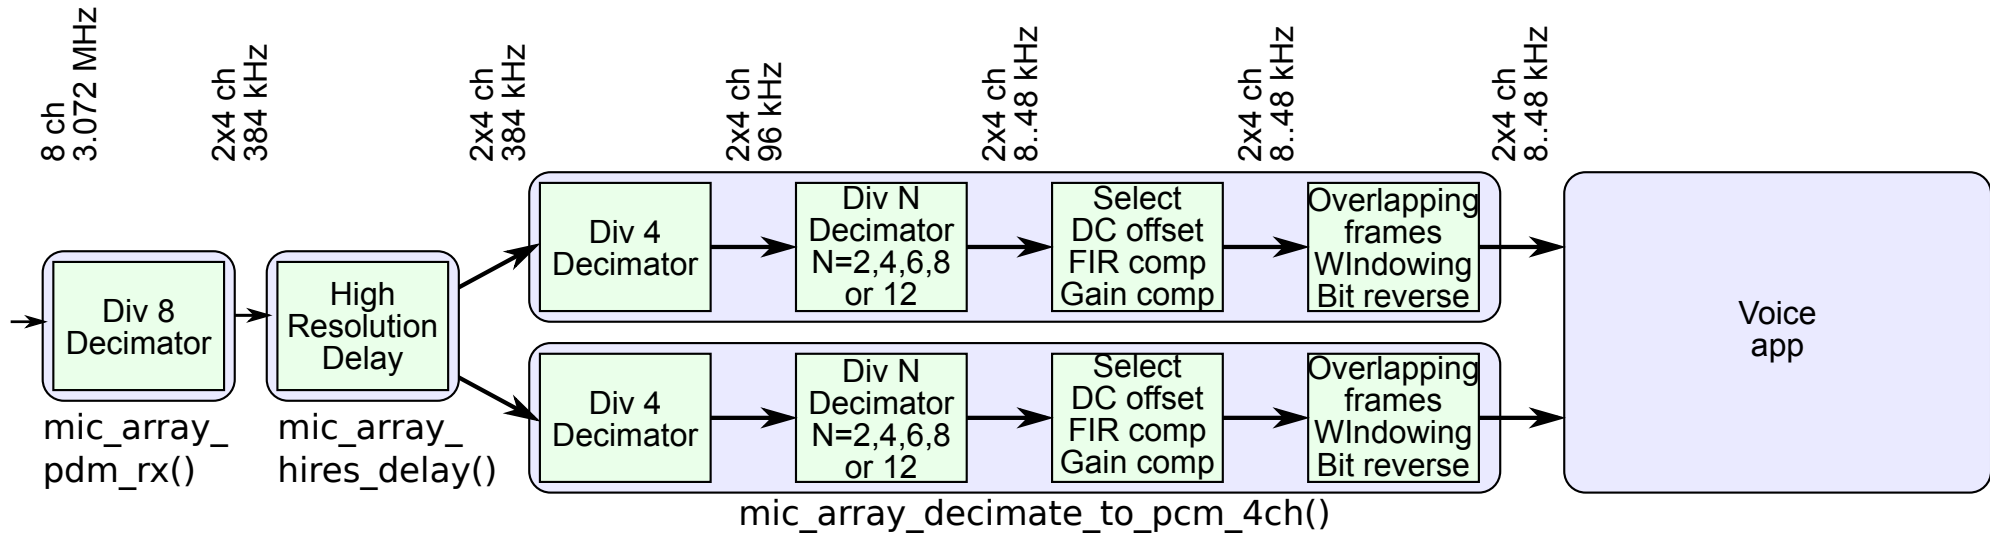 8 ch
3.072 MHz
2x4 ch
384 kHz
2x4 ch
384 kHz
2x4 ch
96 kHz
2x4 ch
8..48 kHz
2x4 ch
8..48 kHz
2x4 ch
8..48 kHz
Div 8
Decimator
mic_array_
pdm_rx()
High
Resolution
Delay
mic_array_
hires_delay()
Div 4
Decimator
Div N
Decimator
N=2,4,6,8
or 12
Select
DC offset
FIR comp
Gain comp
Overlapping
frames
WIndowing
Bit reverse
Div 4
Decimator
Div N
Decimator
N=2,4,6,8
or 12
Select
DC offset
FIR comp
Gain comp
Overlapping
frames
WIndowing
Bit reverse
mic_array_decimate_to_pcm_4ch()
Voice
app